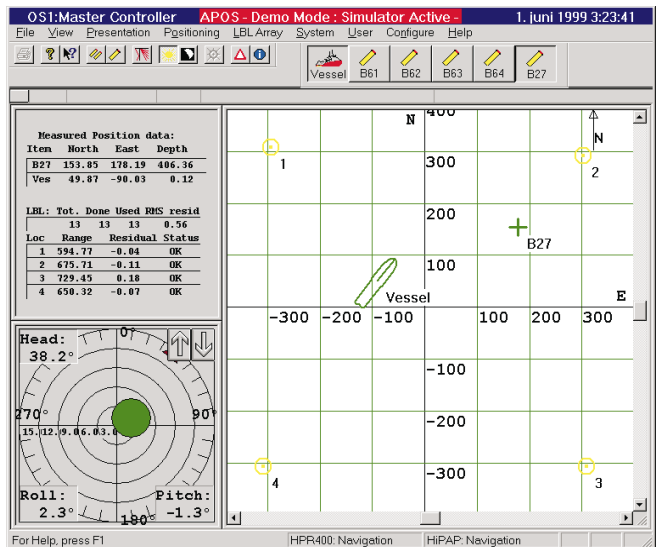 OS1:Master Controller APOS - Demo Mode : Simulator Active - 1. juni 1999 3:23:41
File View Presentation Positioning LBL Array System User Configure Help
Vessel B61 B62 B63 B64 B27
Measured Position data:
Item North East Depth
B27 153.85 178.19 406.36
Ves 49.87 -90.03 0.12
LBL: Tot. Done Used RMS resid
13 13 13 0.56
Loc Range Residual Status
1 594.77 -0.04 OK
2 675.71 -0.11 OK
3 729.45 0.18 OK
4 650.32 -0.07 OK
Head:
38.2°
0°
270°
90°
180°
15.012.09.06.03.0
Roll:
2.3°
Pitch:
-1.3°
N
400
N
1
300
2
200
B27
100
Vessel
E
-300 -200 -100 100 200 300
-100
-200
-300
4
3
For Help, press F1 HPR400: Navigation HiPAP: Navigation